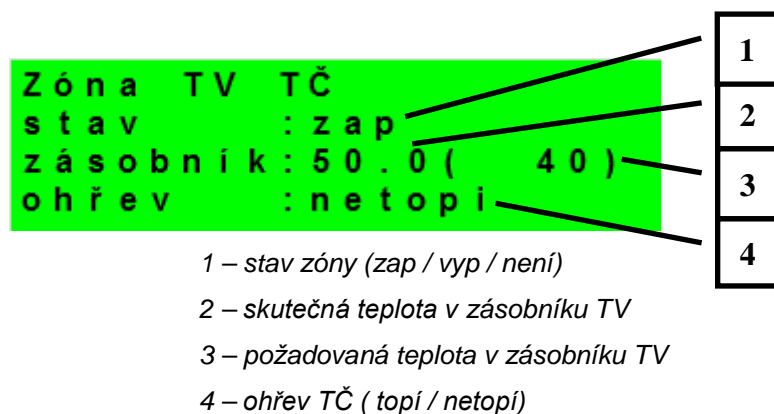 Zóna TV TČ
stav :zap
zásobník:50.0( 40)
ohřev :netopi
1
2
3
4
1 – stav zóny (zap / vyp / není)
2 – skutečná teplota v zásobníku TV
3 – požadovaná teplota v zásobníku TV
4 – ohřev TČ ( topí / netopí)